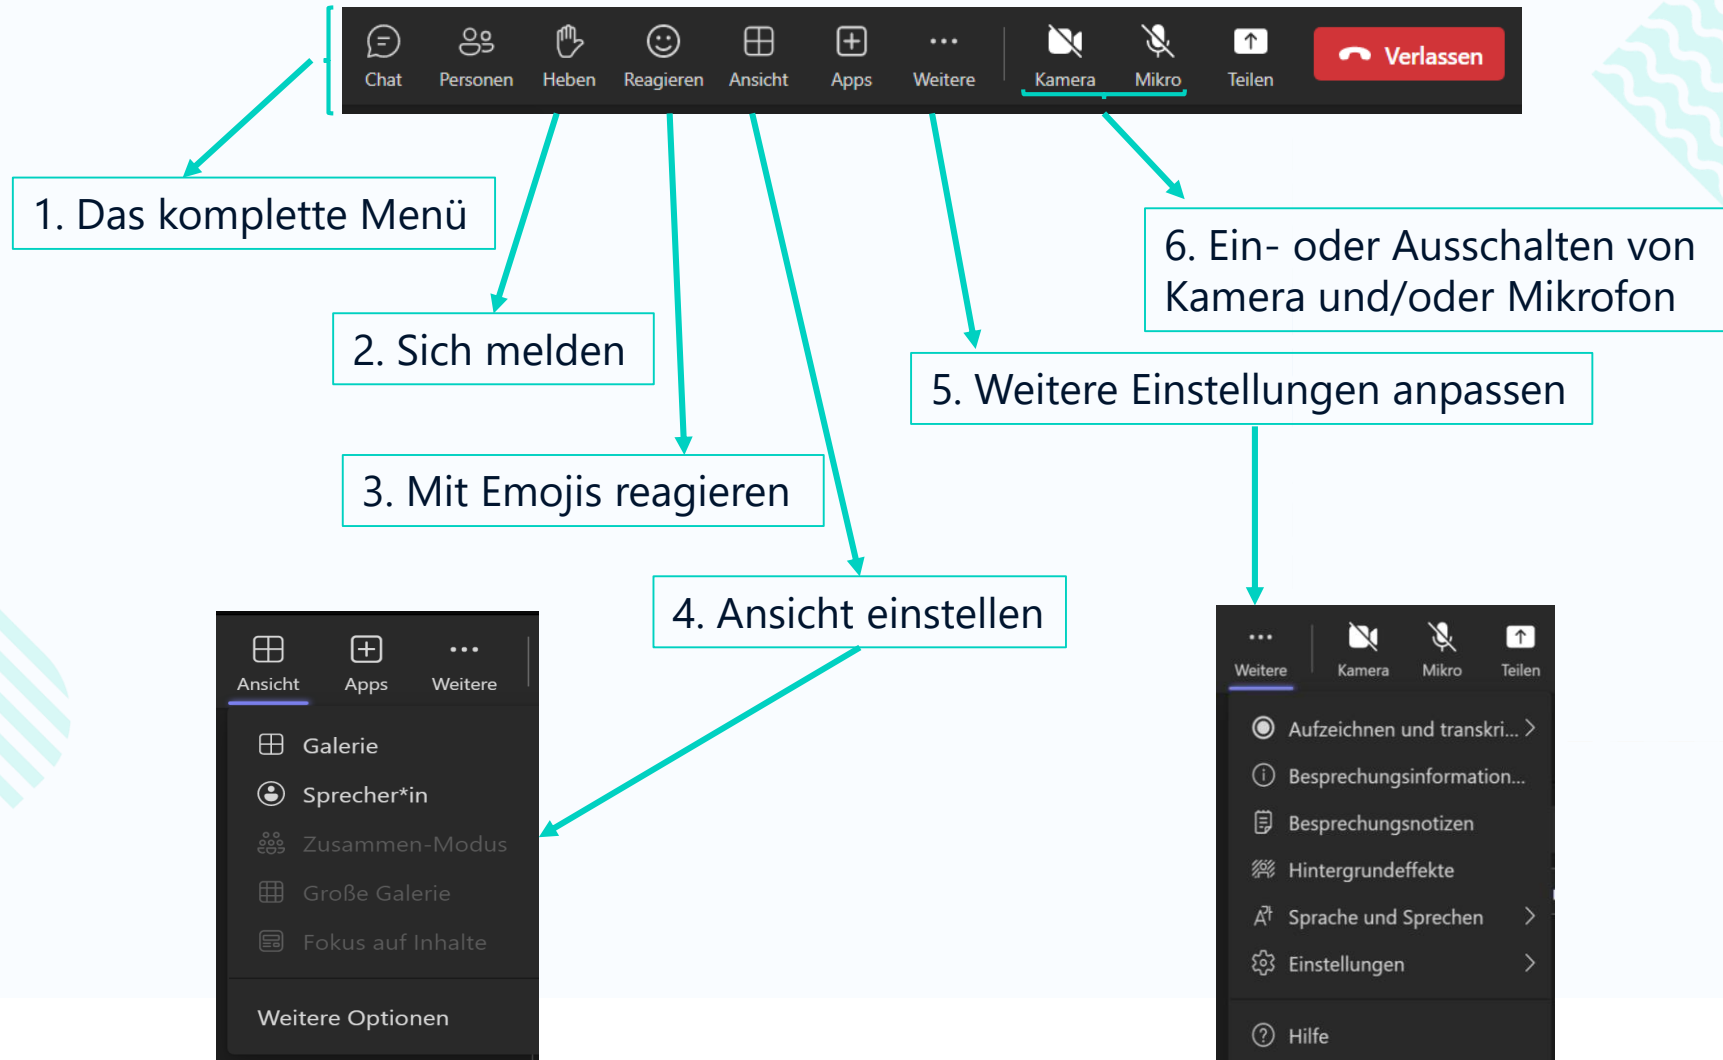 Chat Personen Heben Reagieren Ansicht Apps Weitere Kamera Mikro Teilen Verlassen
1. Das komplette Menü
6. Ein- oder Ausschalten von
Kamera und/oder Mikrofon
2. Sich melden
5. Weitere Einstellungen anpassen
3. Mit Emojis reagieren
4. Ansicht einstellen
Ansicht Apps Weitere
Galerie
Sprecher*in
Zusammen-Modus
Große Galerie
Fokus auf Inhalte
Weitere Optionen
Weitere Kamera Mikro Teilen
Aufzeichnen und transkri...
Besprechungsinformation...
Besprechungsnotizen
Hintergrundeffekte
Sprache und Sprechen
Einstellungen
Hilfe